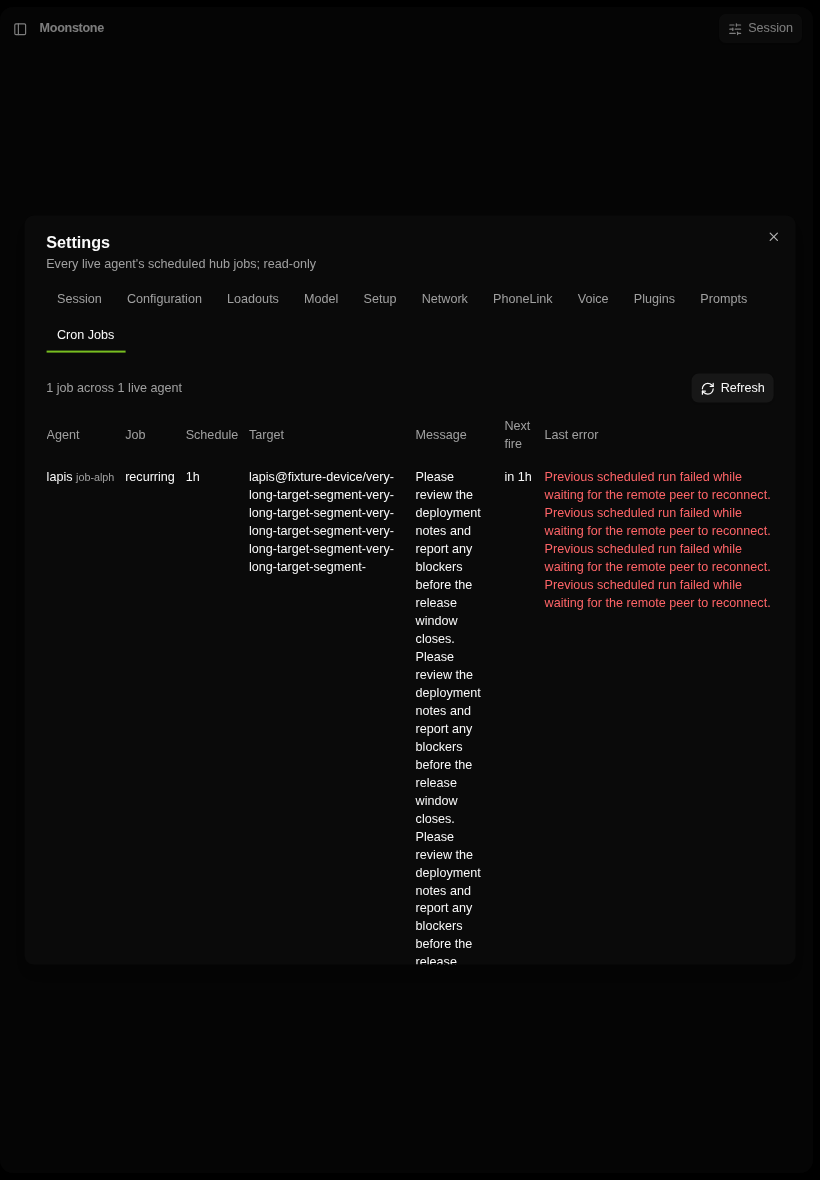 Moonstone
Session
Settings
Every live agent's scheduled hub jobs; read-only
Session
Configuration
Loadouts
Model
Setup
Network
PhoneLink
Voice
Plugins
Prompts
Cron Jobs
1 job across 1 live agent
Refresh
Agent
Job
Schedule
Target
Message
Next
fire
Last error
lapis job-alph
recurring
1h
lapis@fixture-device/very-
long-target-segment-very-
long-target-segment-very-
long-target-segment-very-
long-target-segment-very-
long-target-segment-
Please
review the
deployment
notes and
report any
blockers
before the
release
window
closes.
Please
review the
deployment
notes and
report any
blockers
before the
release
window
closes.
Please
review the
deployment
notes and
report any
blockers
before the
release
in 1h
Previous scheduled run failed while
waiting for the remote peer to reconnect.
Previous scheduled run failed while
waiting for the remote peer to reconnect.
Previous scheduled run failed while
waiting for the remote peer to reconnect.
Previous scheduled run failed while
waiting for the remote peer to reconnect.